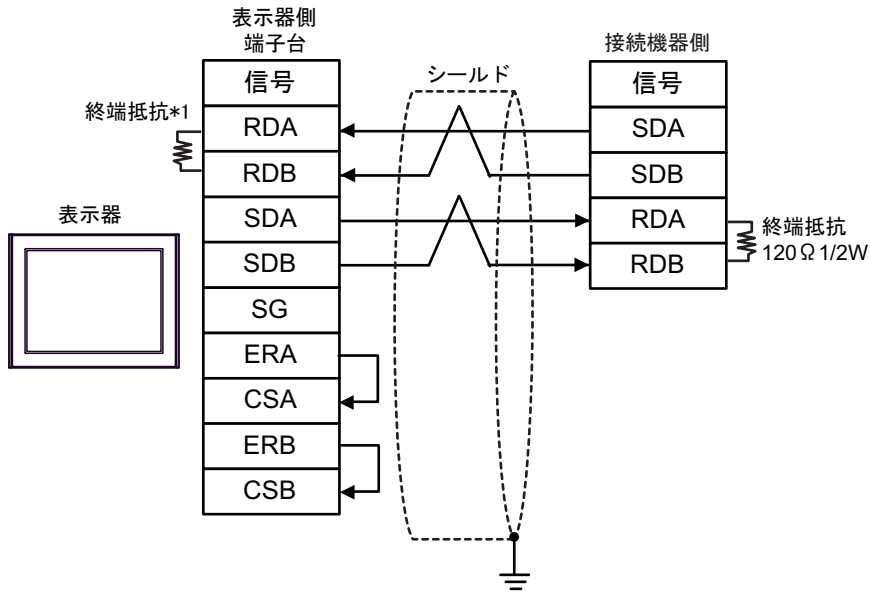 表示器側
端子台
接続機器側
信号
シールド
信号
終端抵抗*1
RDA
SDA
RDB
SDB
表示器
SDA
RDA
終端抵抗
120Ω1/2W
SDB
RDB
SG
ERA
CSA
ERB
CSB